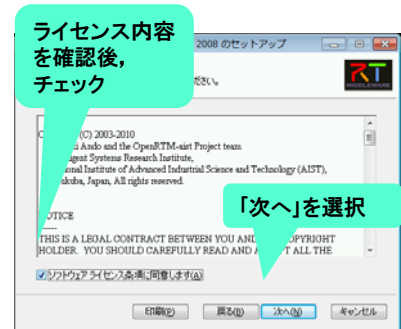 ライセンス内容
を確認後，
チェック
2008 のセットアップ
ださい。
RT
MIDDLEWARE
(C) 2003-2010
Ando and the OpenRTM-aist Project team
Systems Research Institute,
Institute of Advanced Industrial Science and Technology (AIST),
Japan, All rights reserved.
「次へ」を選択
NOTICE
THIS IS A LEGAL CONTRACT BETWEEN YOU AND
HOLDER. YOU SHOULD CAREFULLY READ AND ALL THE
ソフトウェア ライセンス条項に同意します(A)
印刷(P)
戻る(B)
次へ(N)
キャンセル